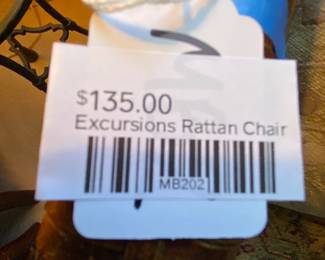 $135.00
Excursions Rattan Chair
MB202